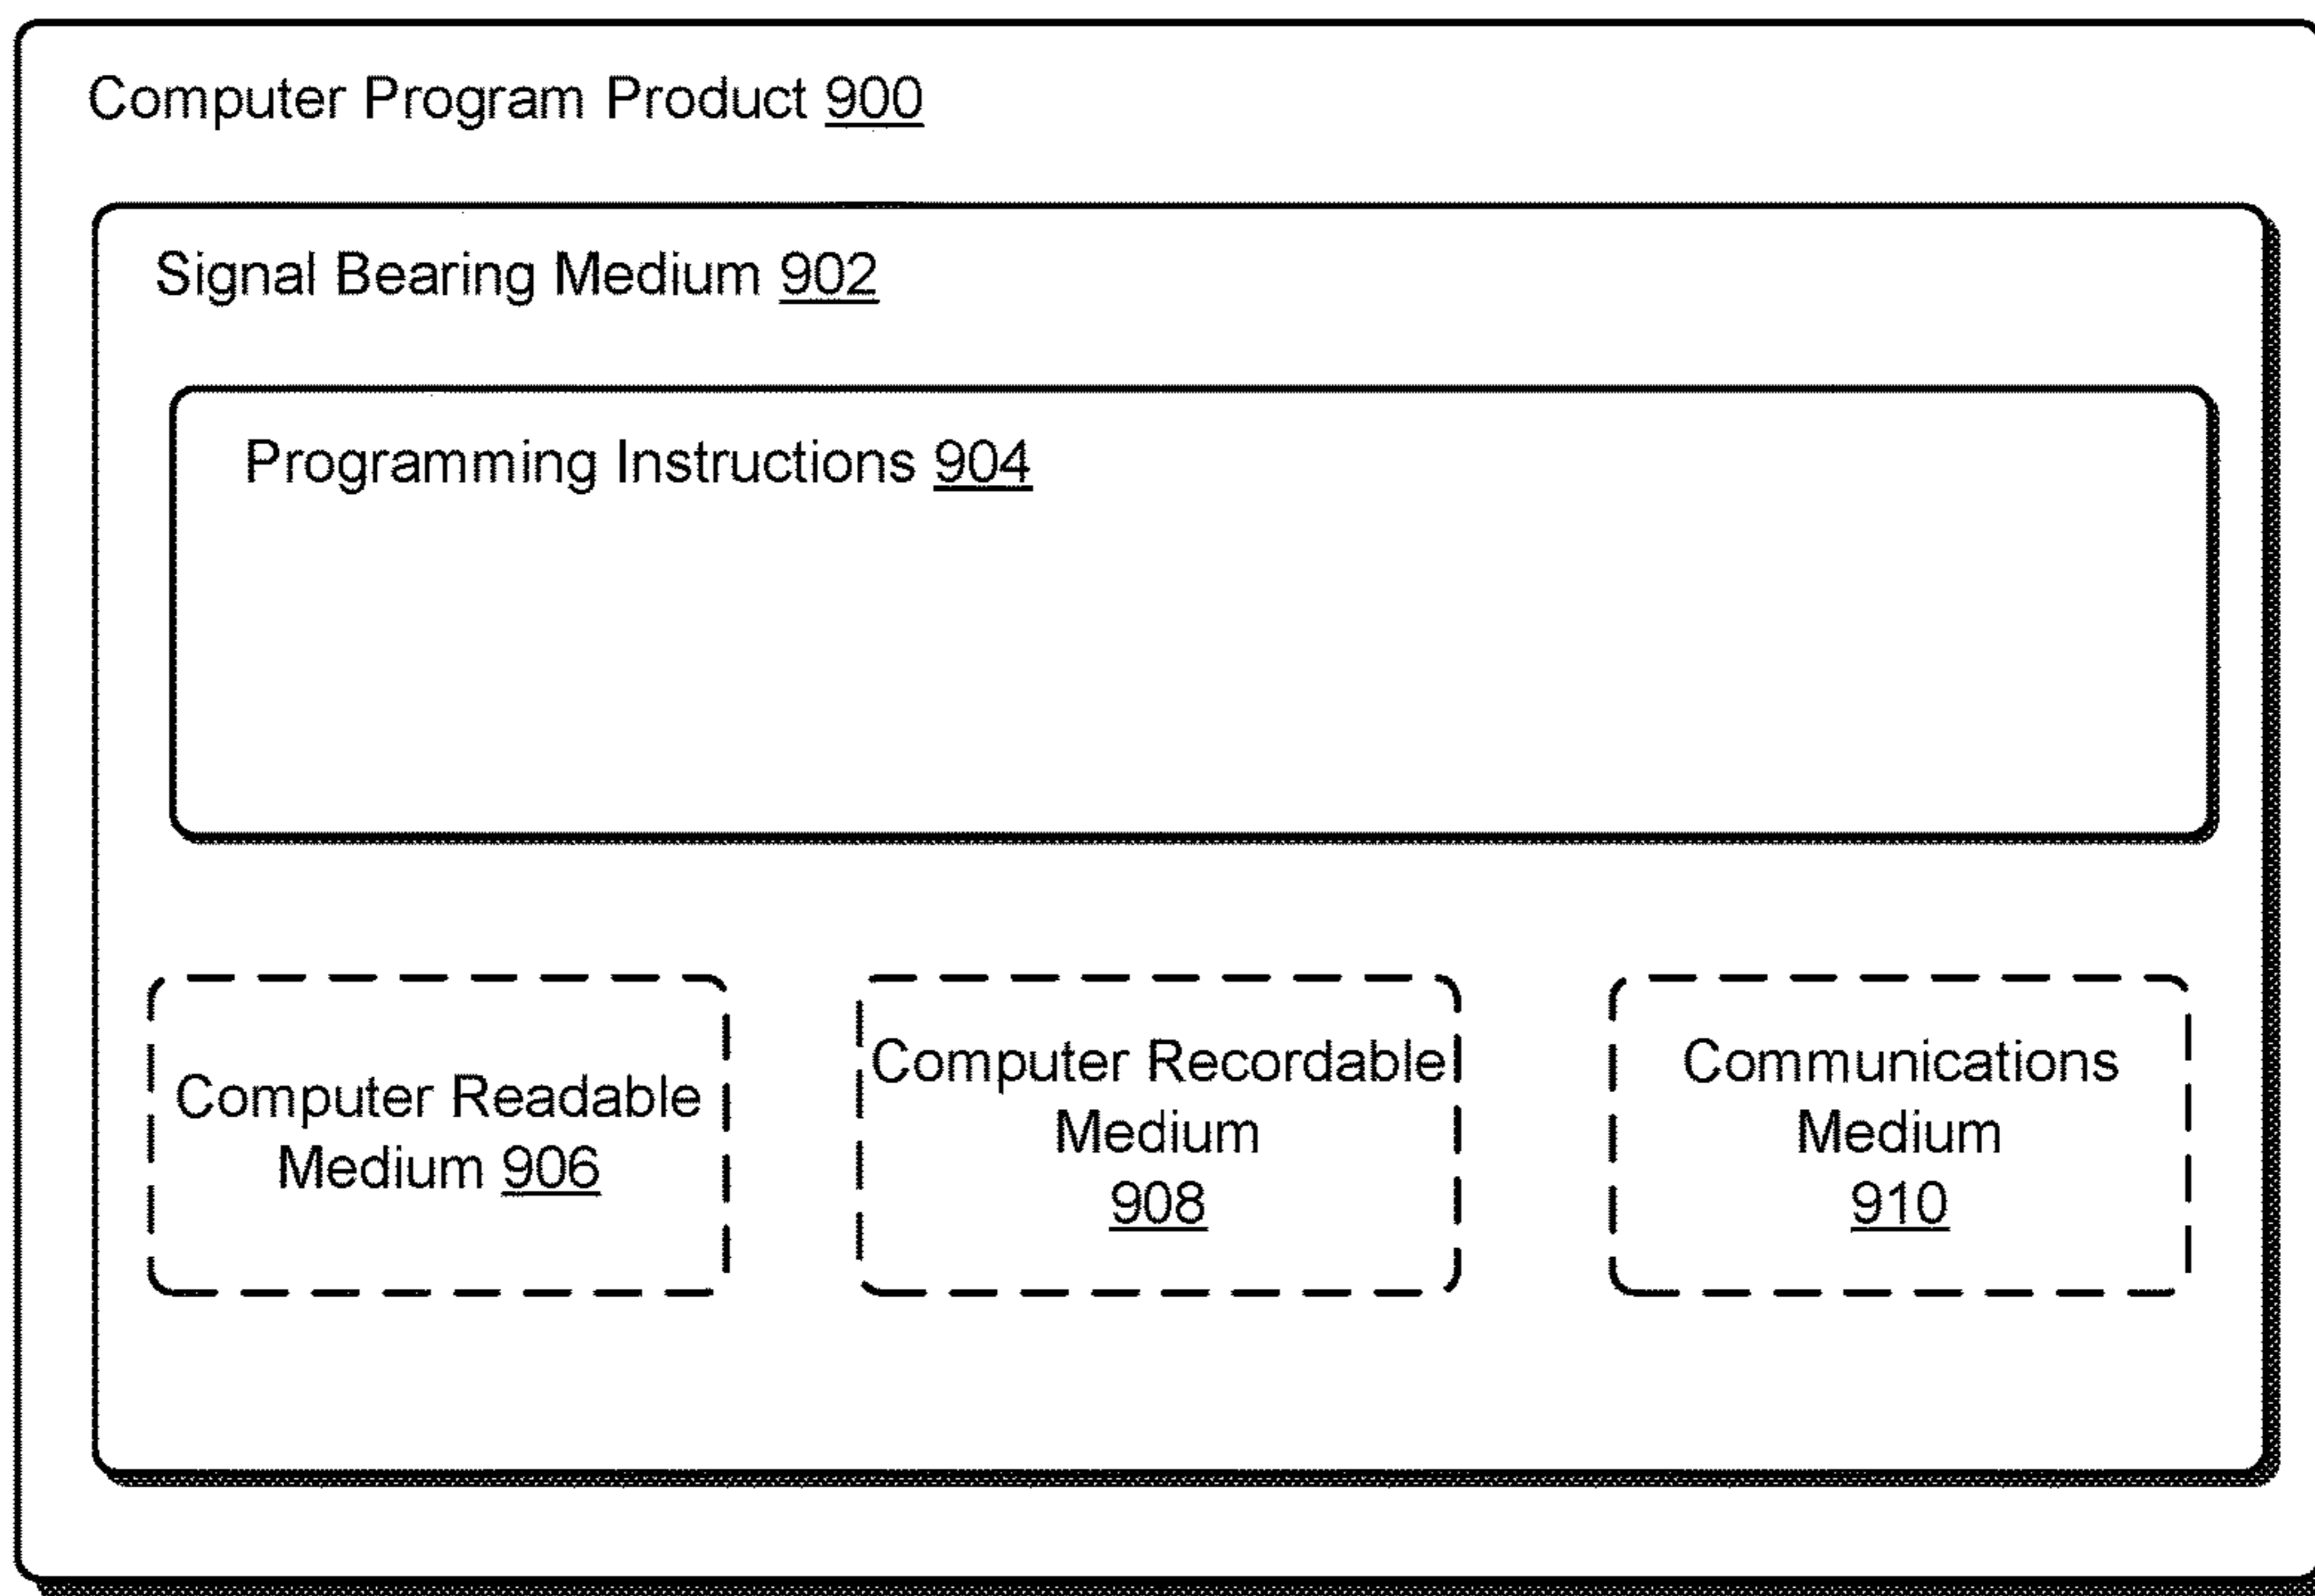 Computer Program Product 900
Signal Bearing Medium 902
Programming Instructions 904
Computer Readable
Medium 906
Computer Recordable
Medium
908
Communications
Medium
910